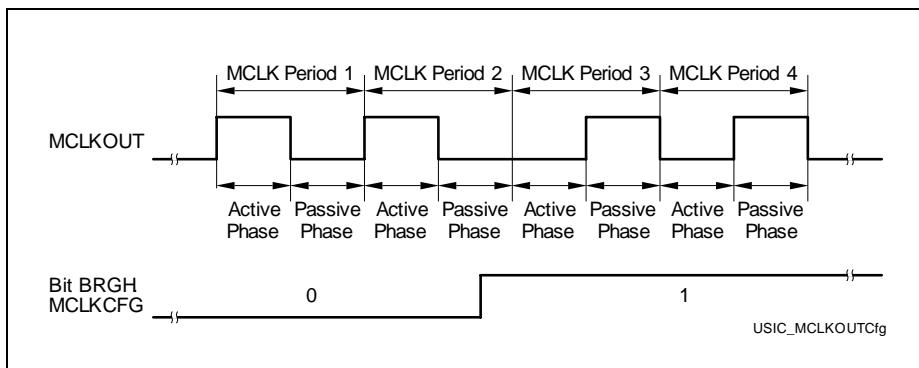 MCLK Period 1 MCLK Period 2 MCLK Period 3 MCLK Period 4
MCLKOUT
Active Passive Active Passive Active Passive Active Passive
Phase Phase Phase Phase Phase Phase Phase Phase
Bit BRGH
MCLKCFG
0 1
USIC_MCLKOUTCfg